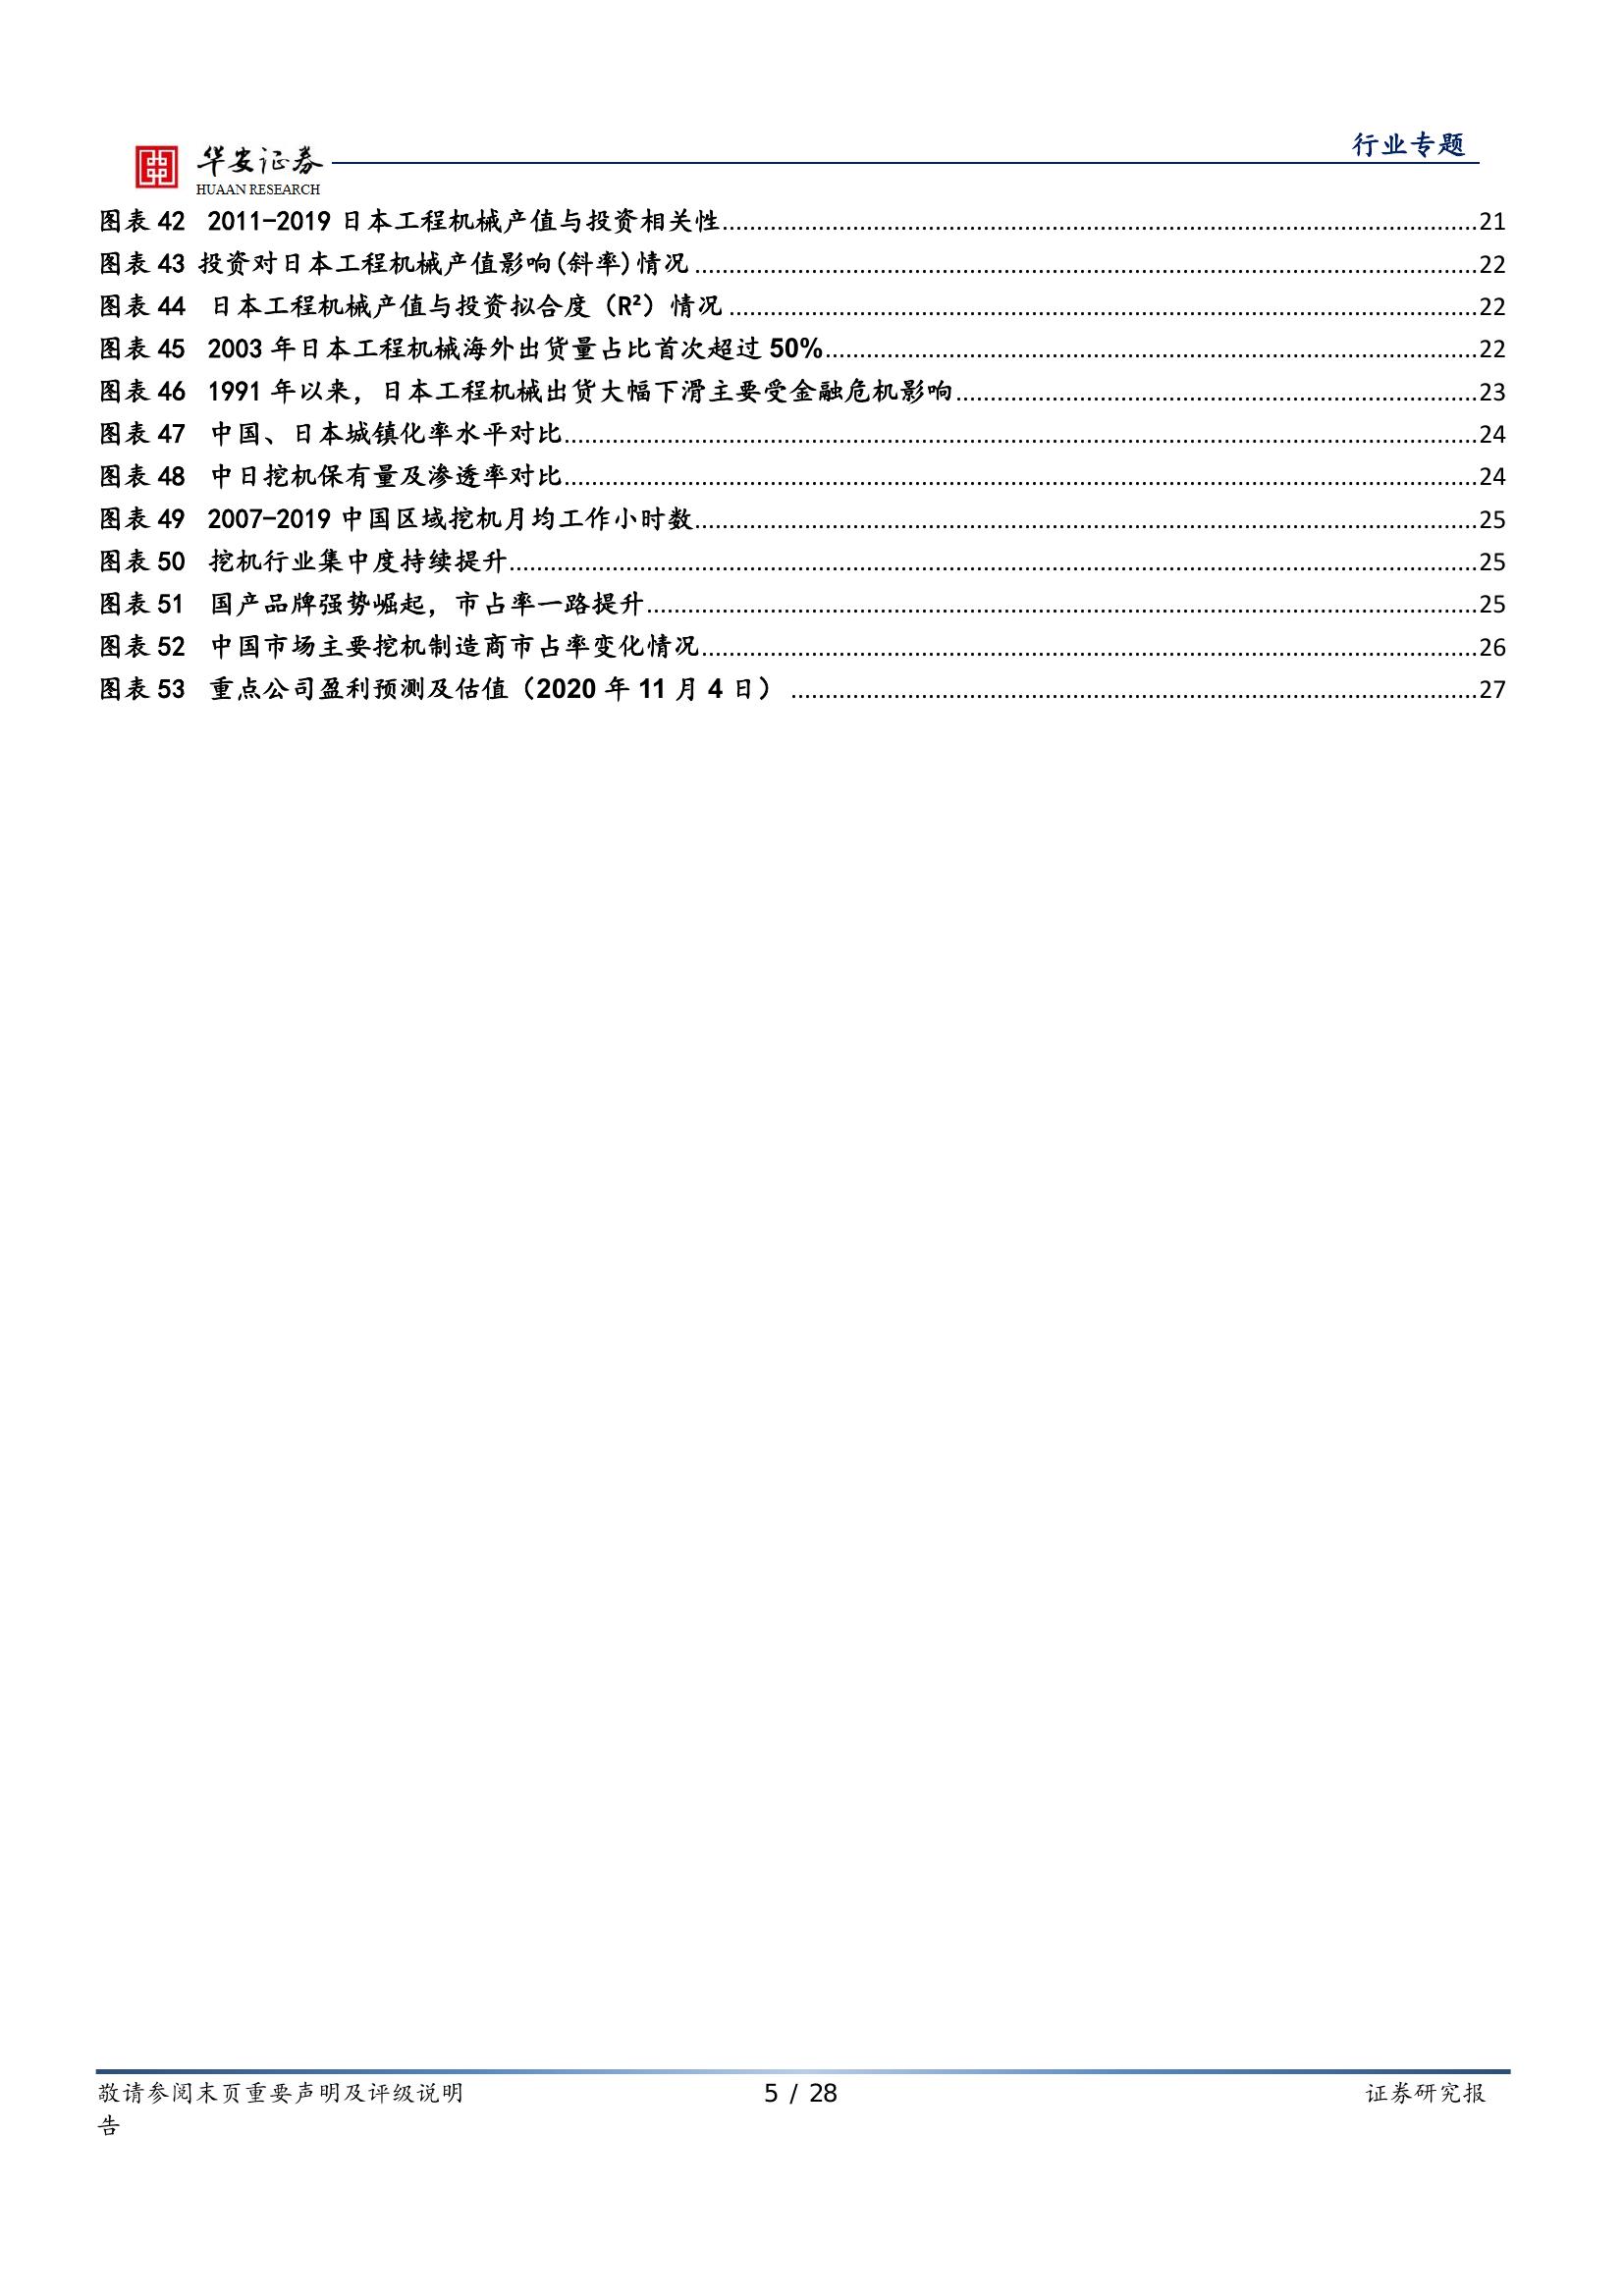 行业专题
华安证券
HUAAN RESEARCH
图表 42 2011-2019 日本工程机械产值与投资相关性........21
图表 43 投资对日本工程机械产值影响(斜率)情况........22
图表 44 日本工程机械产值与投资拟合度（R²）情况........22
图表 45 2003 年日本工程机械海外出货量占比首次超过 50%........22
图表 46 1991 年以来，日本工程机械出货大幅下滑主要受金融危机影响........23
图表 47 中国、日本城镇化率水平对比........24
图表 48 中日挖机保有量及渗透率对比........24
图表 49 2007-2019 中国区域挖机月均工作小时数........25
图表 50 挖机行业集中度持续提升........25
图表 51 国产品牌强势崛起，市占率一路提升........25
图表 52 中国市场主要挖机制造商市占率变化情况........26
图表 53 重点公司盈利预测及估值（2020 年 11 月 4 日）........27
敬请参阅末页重要声明及评级说明 5 / 28 证券研究报
告